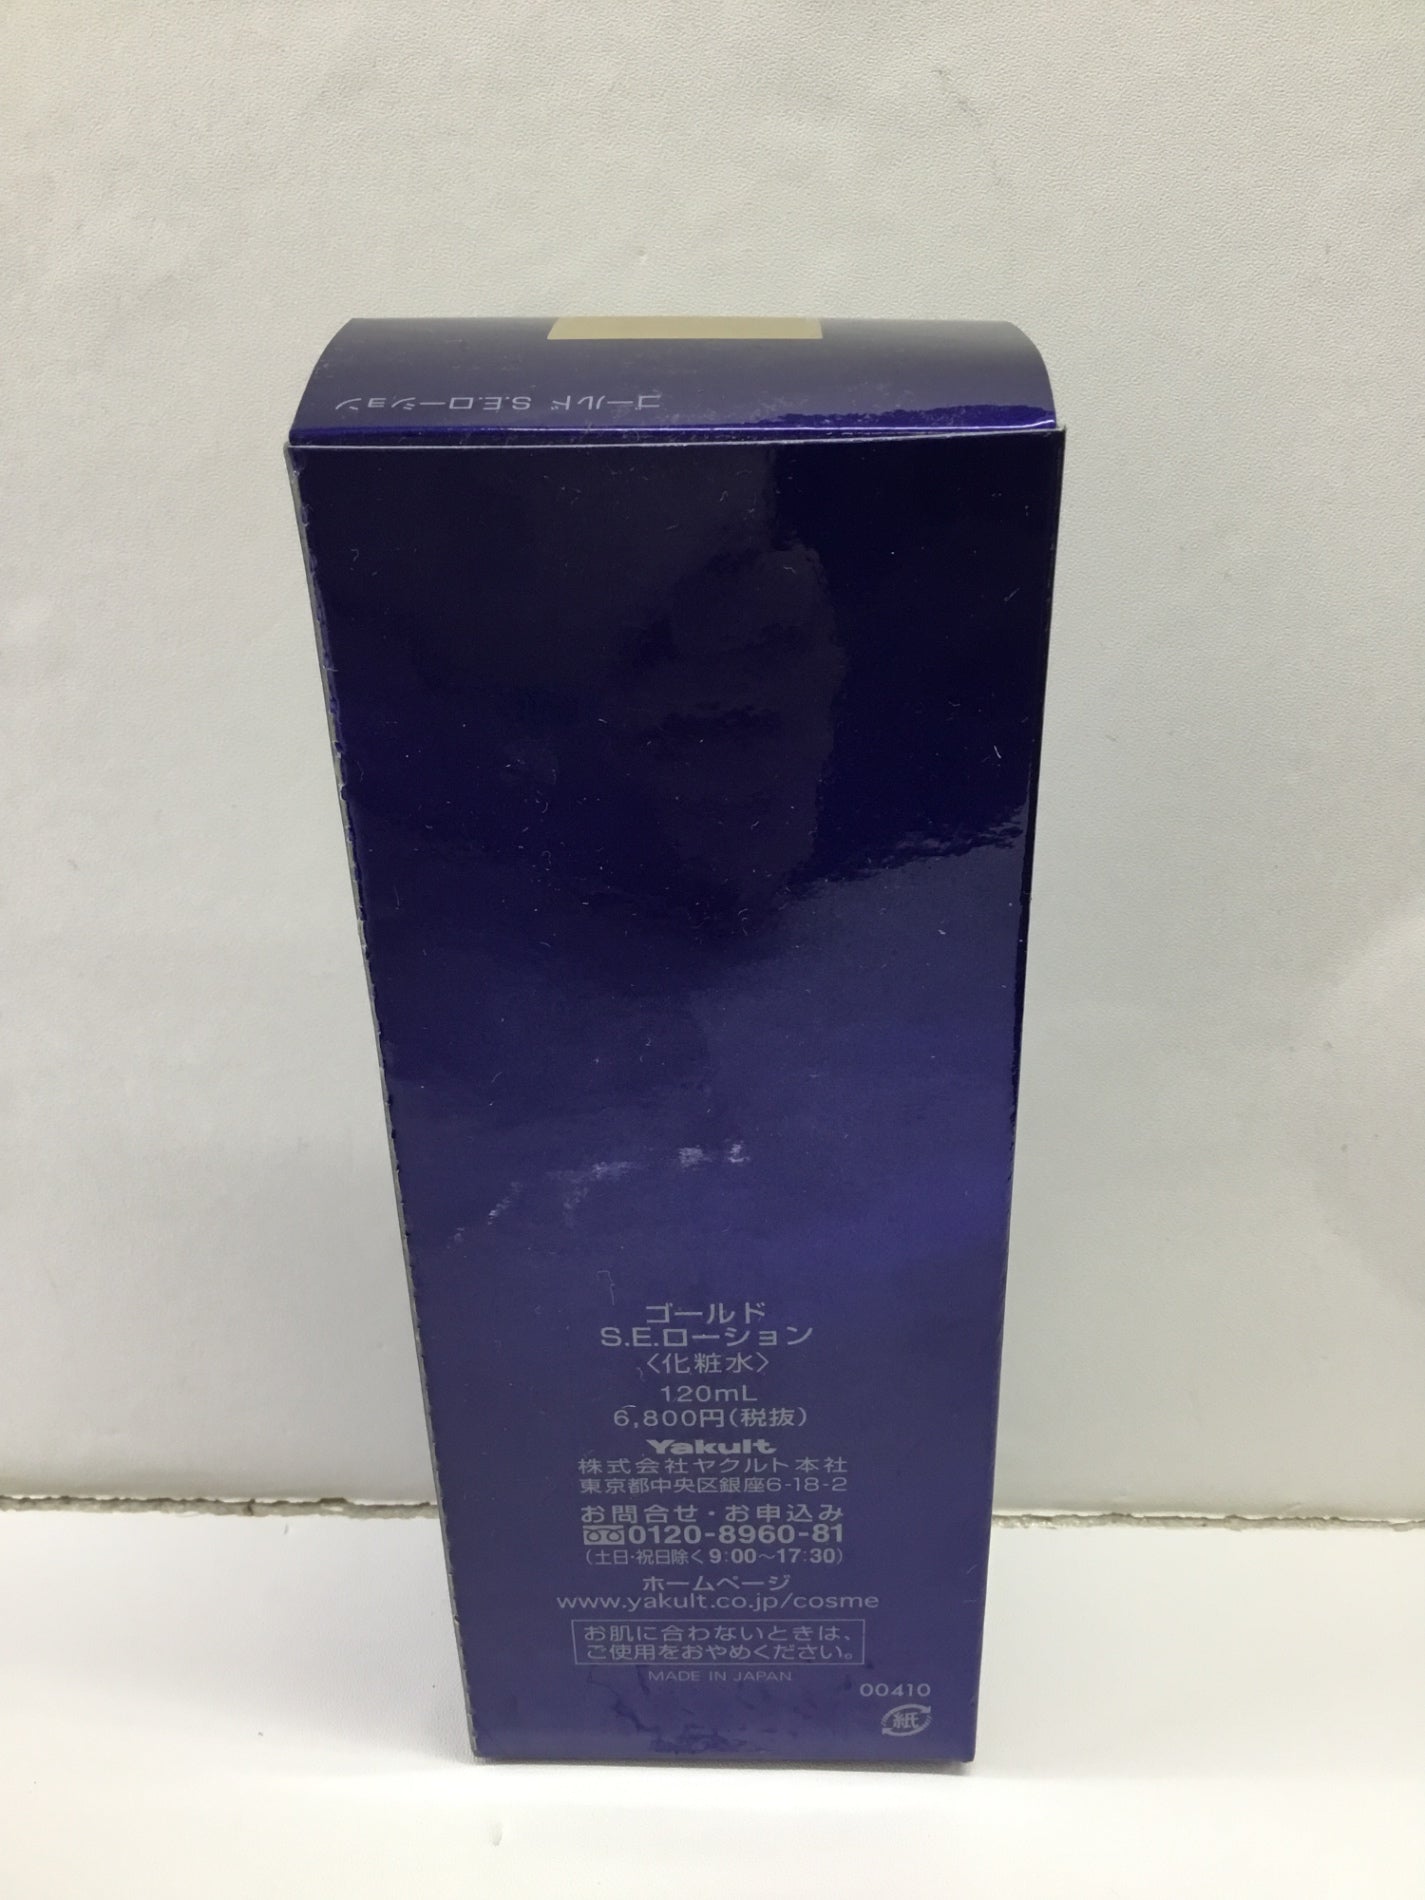 ゴールド S.E.ローション
ゴールド
S.E.ローション
〈化粧水〉
120mL
6,800円(税抜)
Yakult
株式会社ヤクルト本社
東京都中央区銀座6-18-2
お問合せ・お申込み
0120-8960-81
(土日・祝日除く9:00〜17:30)
ホームページ
www.yakult.co.jp/cosme
お肌に合わないときは、
ご使用をおやめください。
MADE IN JAPAN
00410
紙